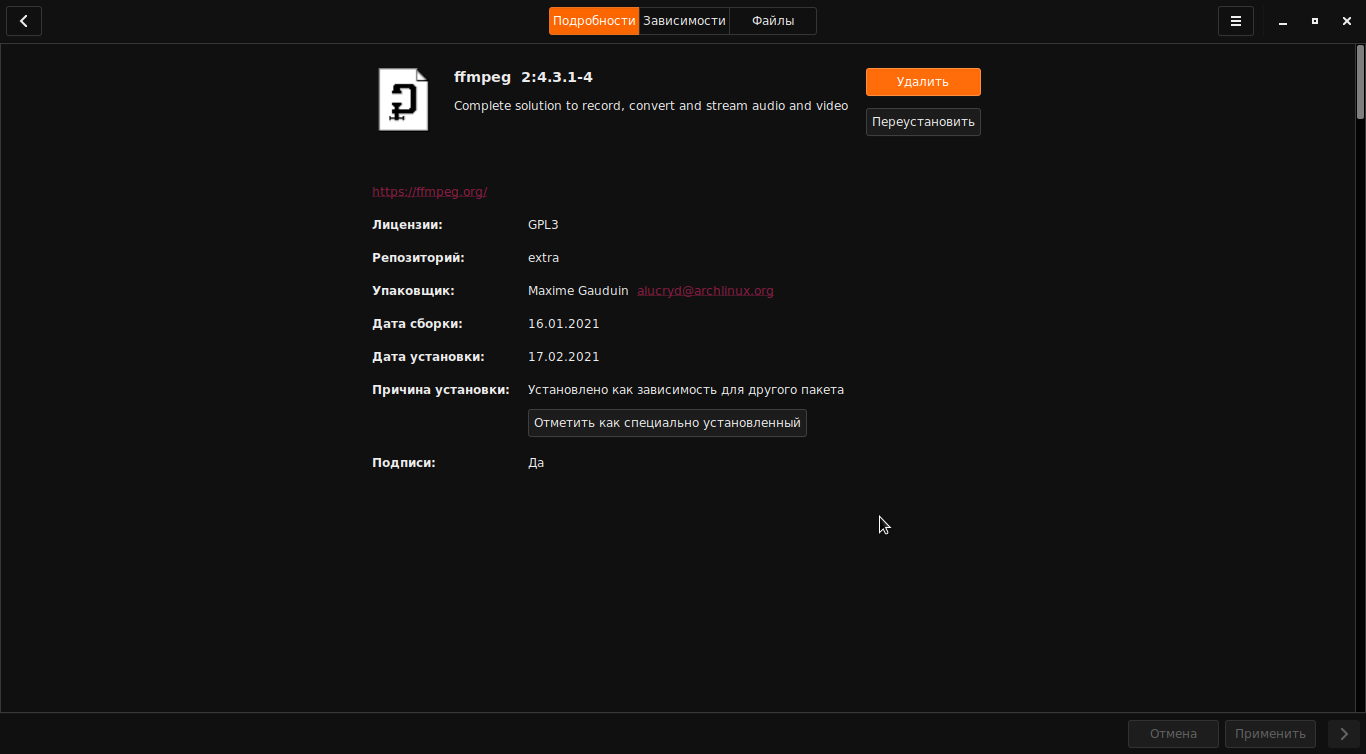 Подробности Зависимости Файлы
ffmpeg 2:4.3.1-4
Удалить
Complete solution to record, convert and stream audio and video
Переустановить
https://ffmpeg.org/
Лицензии: GPL3
Репозиторий: extra
Упаковщик: Maxime Gauduin alucryd@archlinux.org
Дата сборки: 16.01.2021
Дата установки: 17.02.2021
Причина установки: Установлено как зависимость для другого пакета
Отметить как специально установленный
Подписи: Да
Отмена Применить